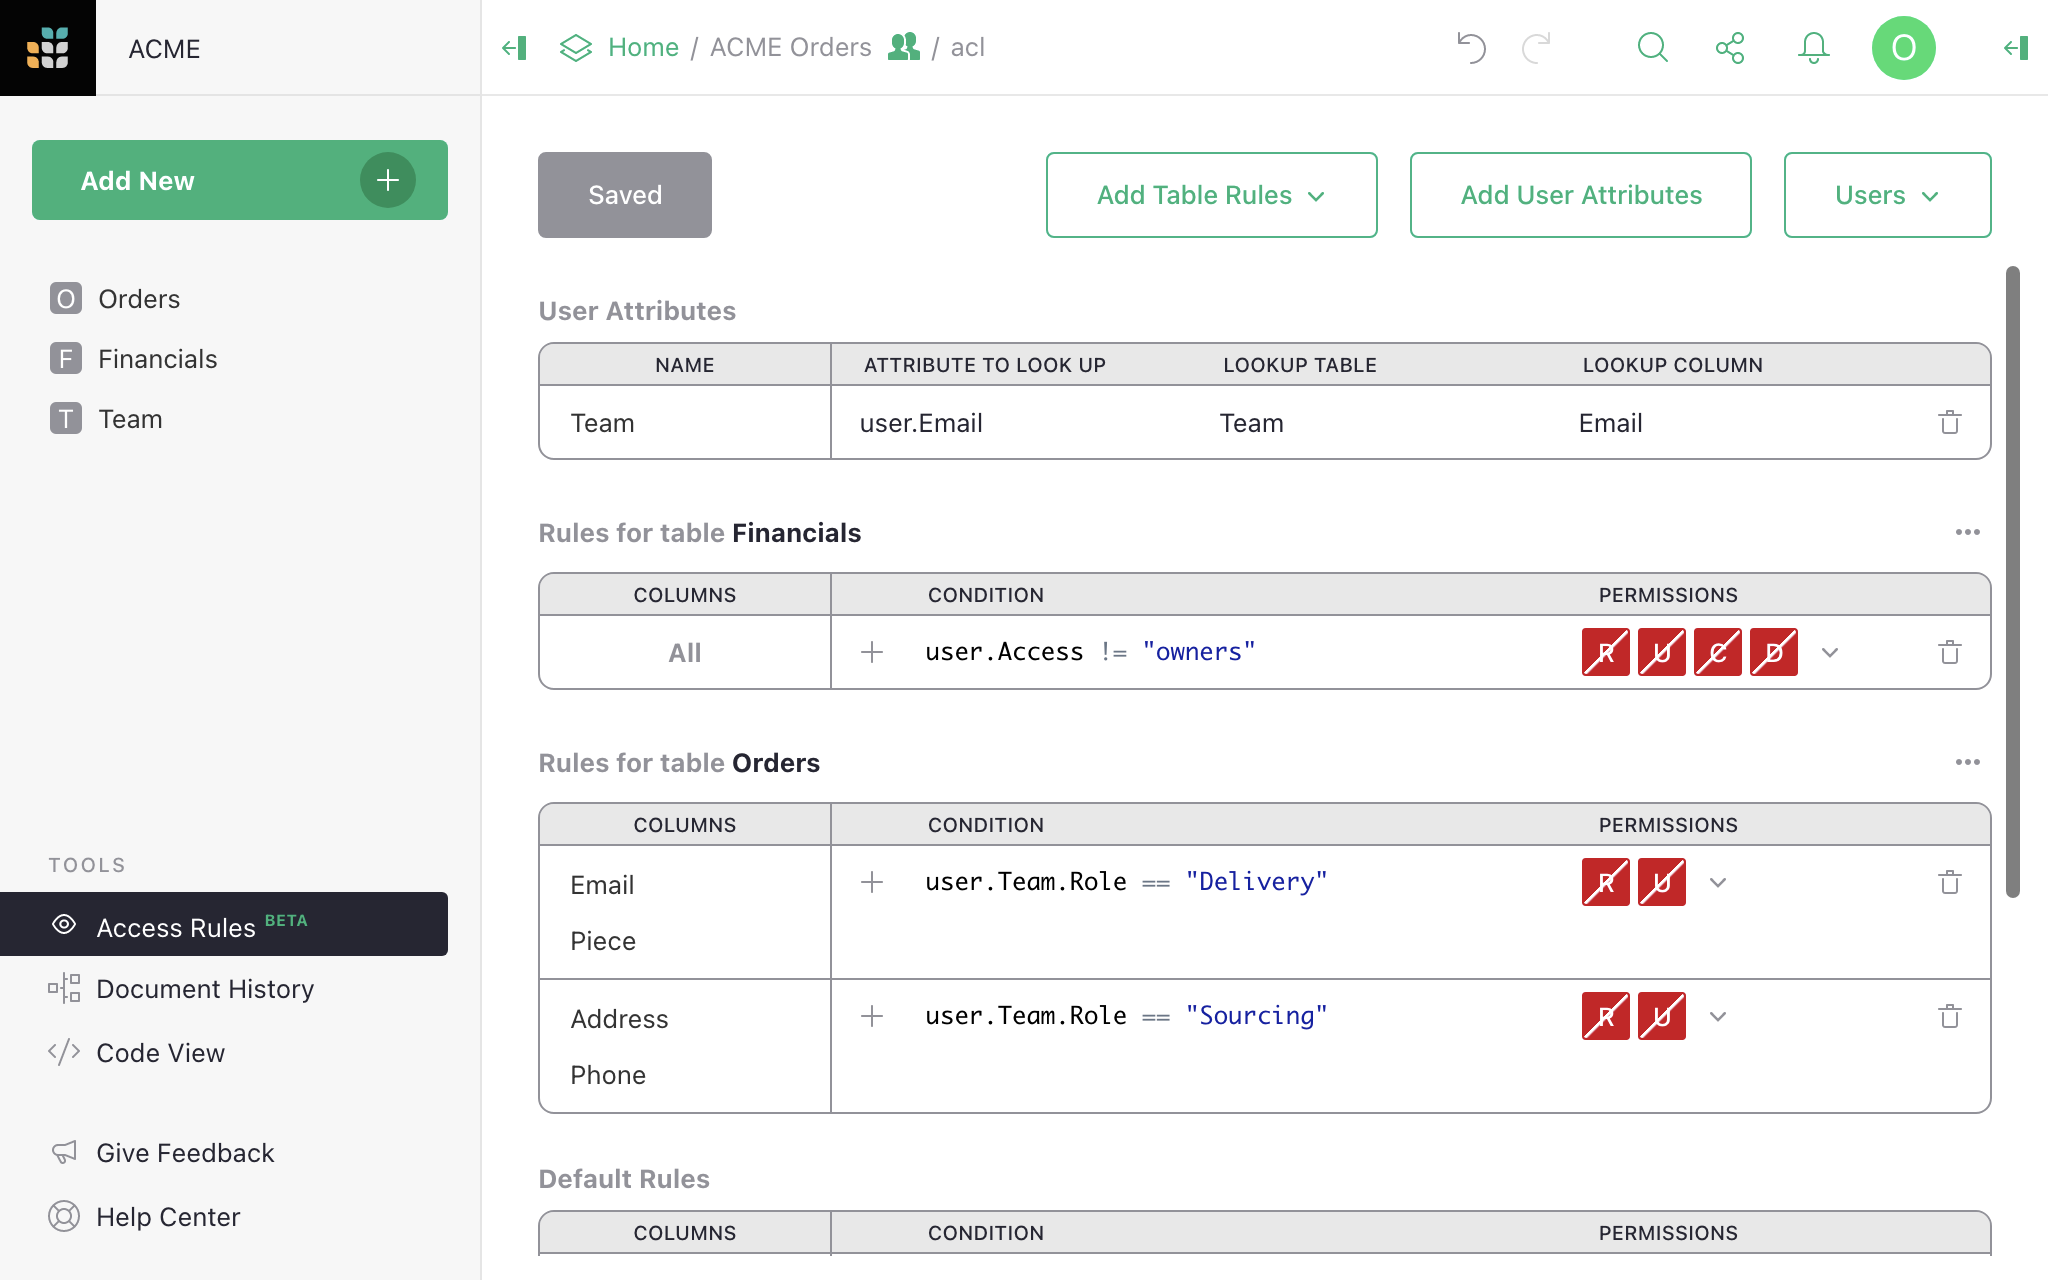 ACME
Home / ACME Orders / acl
O
Add New
Saved
Add Table Rules
Add User Attributes
Users
O Orders
F Financials
T Team
User Attributes
NAME ATTRIBUTE TO LOOK UP LOOKUP TABLE LOOKUP COLUMN
Team user.Email Team Email
Rules for table Financials
COLUMNS CONDITION PERMISSIONS
All user.Access != "owners" R U C D
Rules for table Orders
COLUMNS CONDITION PERMISSIONS
Email user.Team.Role == "Delivery" R U
Piece
Address user.Team.Role == "Sourcing" R U
Phone
Default Rules
COLUMNS CONDITION PERMISSIONS
TOOLS
Access Rules BETA
Document History
Code View
Give Feedback
Help Center